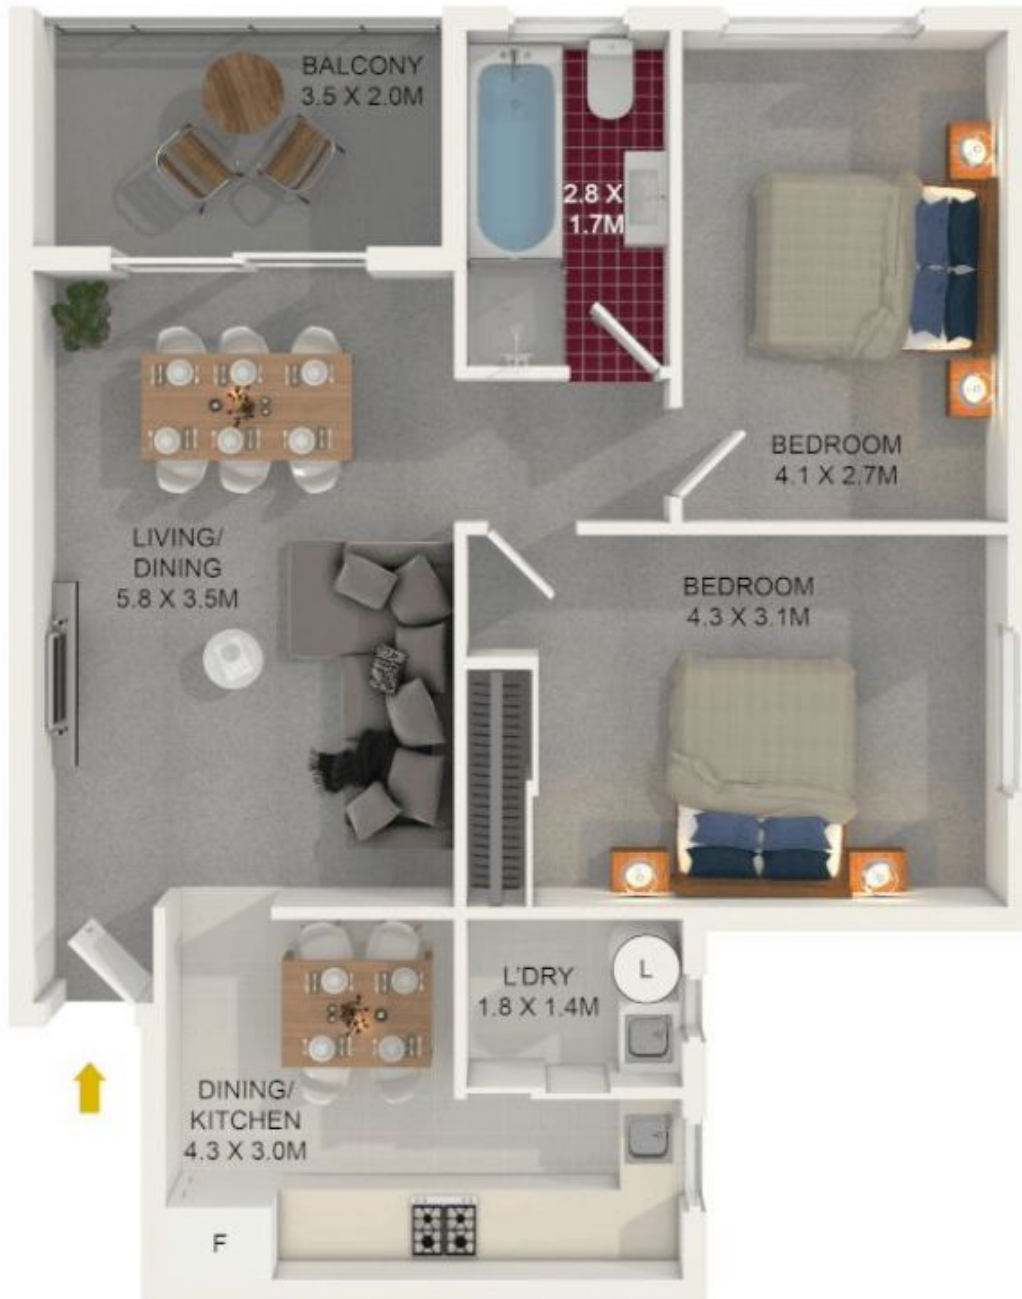 BALCONY
3.5 X 2.0M
2.8 X
1.7M
BEDROOM
4.1 X 2.7M
LIVING/
DINING
5.8 X 3.5M
BEDROOM
4.3 X 3.1M
L'DRY
1.8 X 1.4M
L
DINING/
KITCHEN
4.3 X 3.0M
F